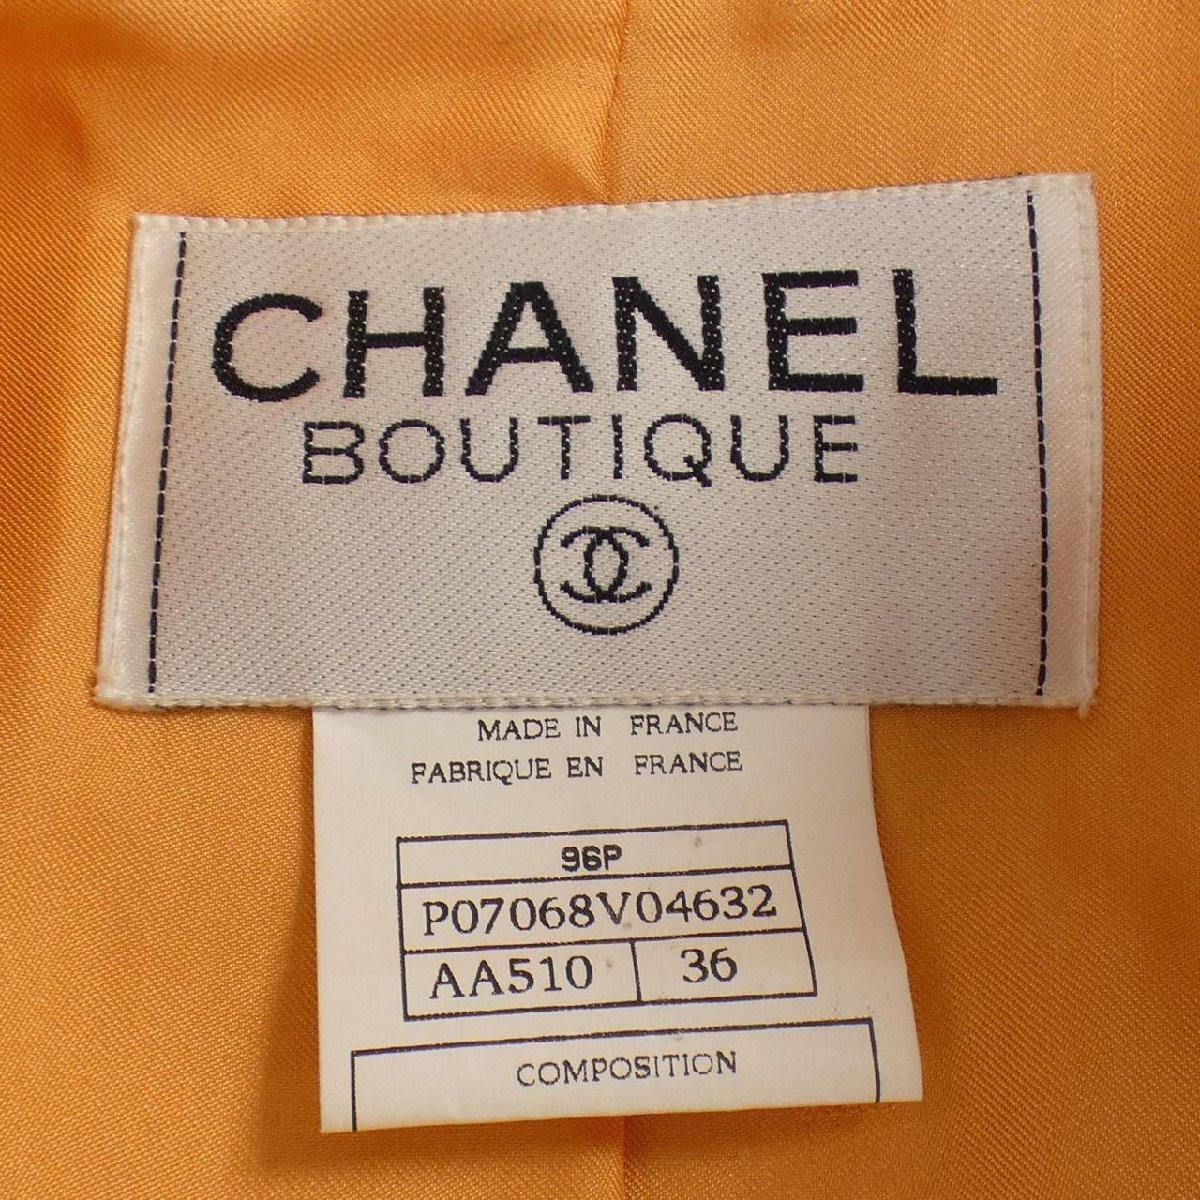 CHANEL
BOUTIQUE
MADE IN FRANCE
FABRIQUE EN FRANCE
96P
P07068V04632
AA510 36
COMPOSITION